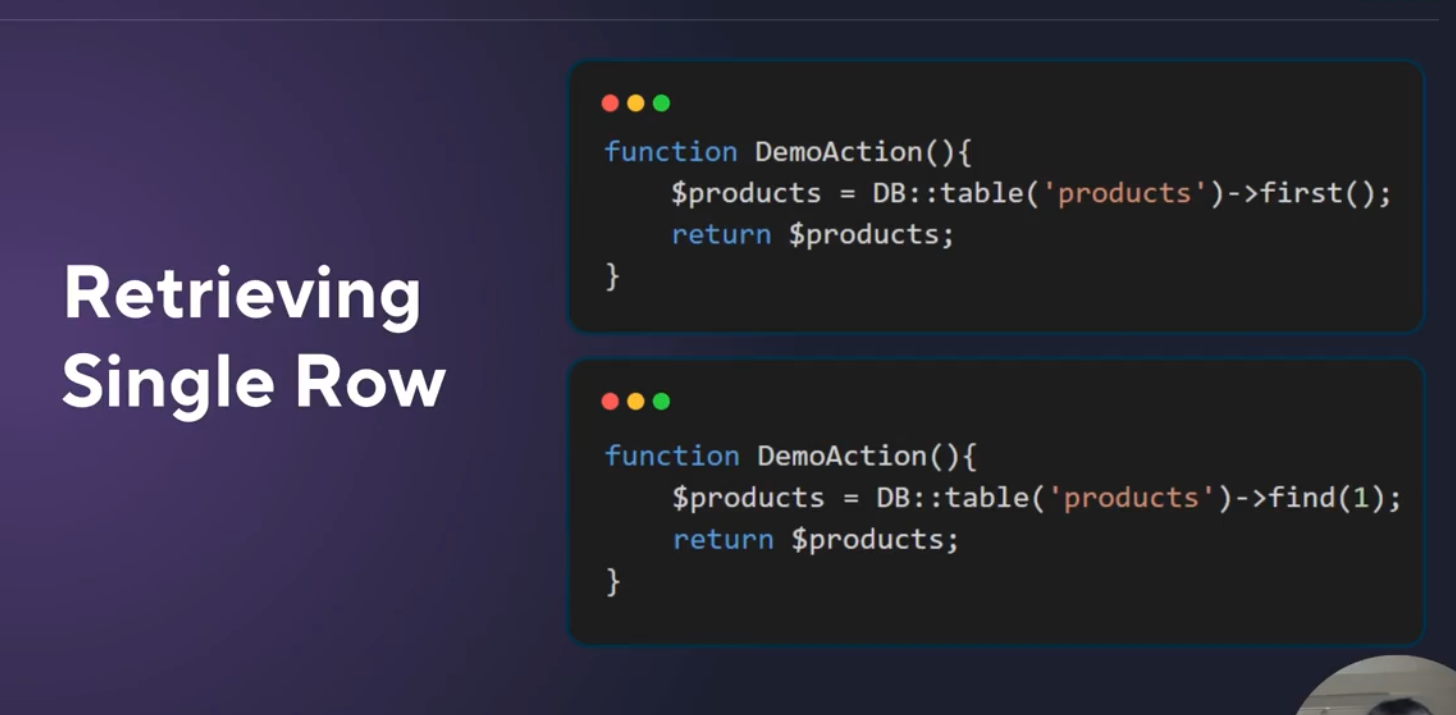 Retrieving
Single Row
function DemoAction(){
    $products = DB::table('products')->first();
    return $products;
}
function DemoAction(){
    $products = DB::table('products')->find(1);
    return $products;
}